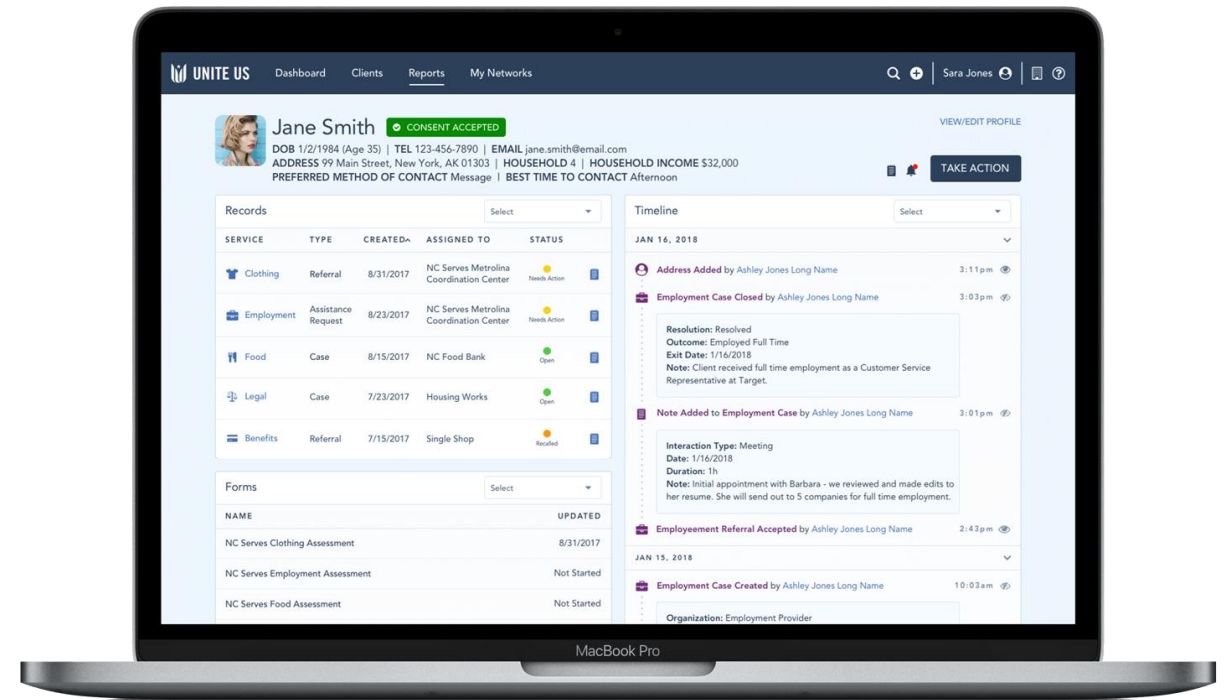 UNITE US
Dashboard Clients Reports My Networks
Sara Jones
Jane Smith CONSENT ACCEPTED
VIEW/EDIT PROFILE
DOB 1/2/1984 (Age 35) | TEL 123-456-7890 | EMAIL jane.smith@email.com
ADDRESS 99 Main Street, New York, AK 01303 | HOUSEHOLD 4 | HOUSEHOLD INCOME $32,000
PREFERRED METHOD OF CONTACT Message | BEST TIME TO CONTACT Afternoon
TAKE ACTION
Records Select
SERVICE TYPE CREATED ASSIGNED TO STATUS
Clothing Referral 8/31/2017 NC Serves Metrolina Coordination Center Needs Action
Employment Assistance Request 8/23/2017 NC Serves Metrolina Coordination Center Needs Action
Food Case 8/15/2017 NC Food Bank Open
Legal Case 7/23/2017 Housing Works Open
Benefits Referral 7/15/2017 Single Shop Recalled
Forms Select
NAME UPDATED
NC Serves Clothing Assessment 8/31/2017
NC Serves Employment Assessment Not Started
NC Serves Food Assessment Not Started
Timeline Select
JAN 16, 2018
Address Added by Ashley Jones Long Name 3:11pm
Employment Case Closed by Ashley Jones Long Name 3:03pm
Resolution: Resolved
Outcome: Employed Full Time
Exit Date: 1/16/2018
Note: Client received full time employment as a Customer Service
Representative at Target.
Note Added to Employment Case by Ashley Jones Long Name 3:01pm
Interaction Type: Meeting
Date: 1/16/2018
Duration: 1h
Note: Initial appointment with Barbara - we reviewed and made edits to
her resume. She will send out to 5 companies for full time employment.
Employeement Referral Accepted by Ashley Jones Long Name 2:43pm
JAN 15, 2018
Employment Case Created by Ashley Jones Long Name 10:03am
Organization: Employment Provider
MacBook Pro